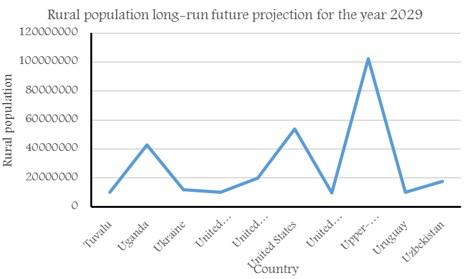 Rural population long-run future projection for the year 2029
120000000
100000000
80000000
60000000
40000000
20000000
0
Rural population
Tuvalu
Uganda
Ukraine
United...
United...
United States
United...
Upper-...
Uruguay
Uzbekistan
Country